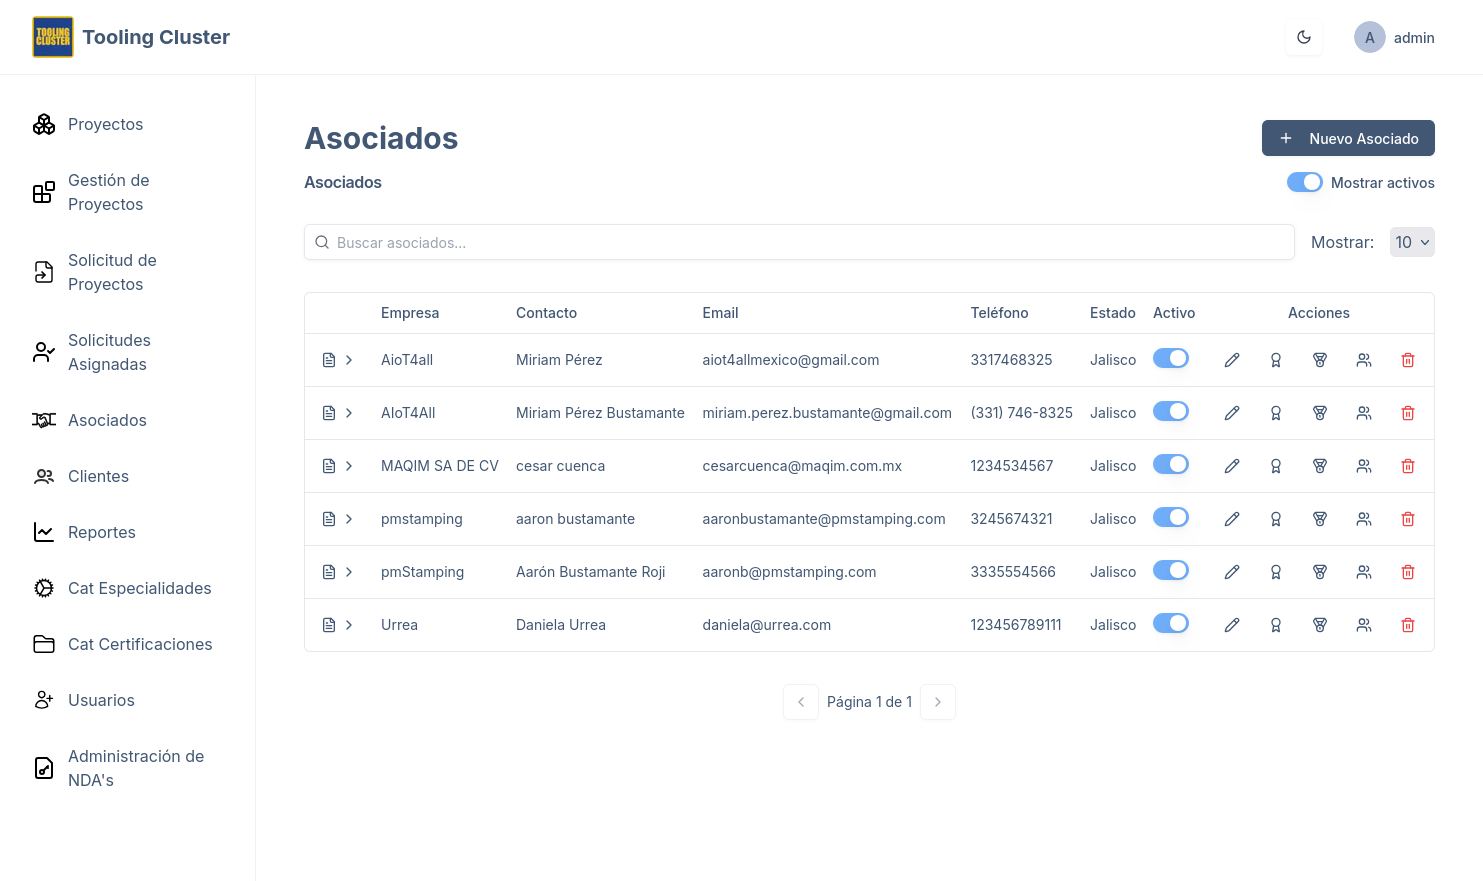 TOOLING
CLUSTER
Tooling Cluster
A
admin
Proyectos
Gestión de
Proyectos
Solicitud de
Proyectos
Solicitudes
Asignadas
Asociados
Clientes
Reportes
Cat Especialidades
Cat Certificaciones
Usuarios
Administración de
NDA's
Asociados
Nuevo Asociado
Asociados
Mostrar activos
Buscar asociados...
Mostrar: 10
Empresa Contacto Email Teléfono Estado Activo Acciones
AioT4all Miriam Pérez aiot4allmexico@gmail.com 3317468325 Jalisco
AIoT4All Miriam Pérez Bustamante miriam.perez.bustamante@gmail.com (331) 746-8325 Jalisco
MAQIM SA DE CV cesar cuenca cesarcuenca@maqim.com.mx 1234534567 Jalisco
pmstamping aaron bustamante aaronbustamante@pmstamping.com 3245674321 Jalisco
pmStamping Aarón Bustamante Roji aaronb@pmstamping.com 3335554566 Jalisco
Urrea Daniela Urrea daniela@urrea.com 123456789111 Jalisco
Página 1 de 1